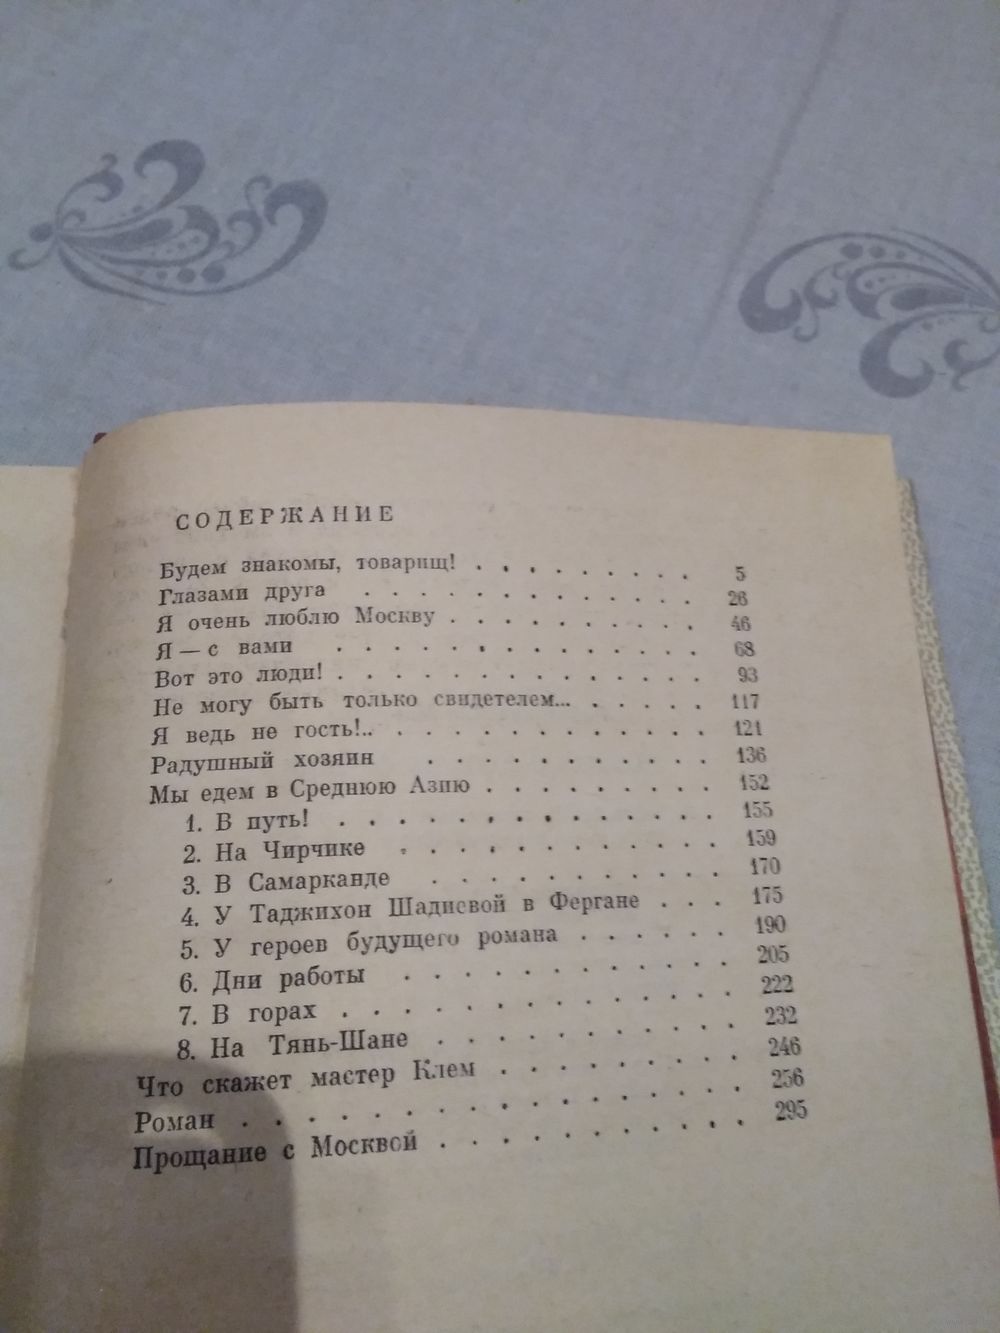 СОДЕРЖАНИЕ
Будем знакомы, товарищ! . . . . . . . . . 5
Глазами друга . . . . . . . . . . . . 26
Я очень люблю Москву . . . . . . . . . . 46
Я — с вами . . . . . . . . . . . . . . 68
Вот это люди! . . . . . . . . . . . . . . 93
Не могу быть только свидетелем... . . . . . 117
Я ведь не гость!.. . . . . . . . . . . . . 121
Радушный хозяин . . . . . . . . . . . 136
Мы едем в Среднюю Азию . . . . . . . . . 152
1. В путь! . . . . . . . . . . . . . . 155
2. На Чирчике . . . . . . . . . . . . 159
3. В Самарканде . . . . . . . . . . . 170
4. У Таджихон Шадиевой в Фергане . . . 175
5. У героев будущего романа . . . . . . 190
6. Дни работы . . . . . . . . . . . . 205
7. В горах . . . . . . . . . . . . . . . 222
8. На Тянь-Шане . . . . . . . . . . . 232
Что скажет мастер Клем . . . . . . . . . 246
Роман . . . . . . . . . . . . . . . . 256
Прощание с Москвой . . . . . . . . . . . 295